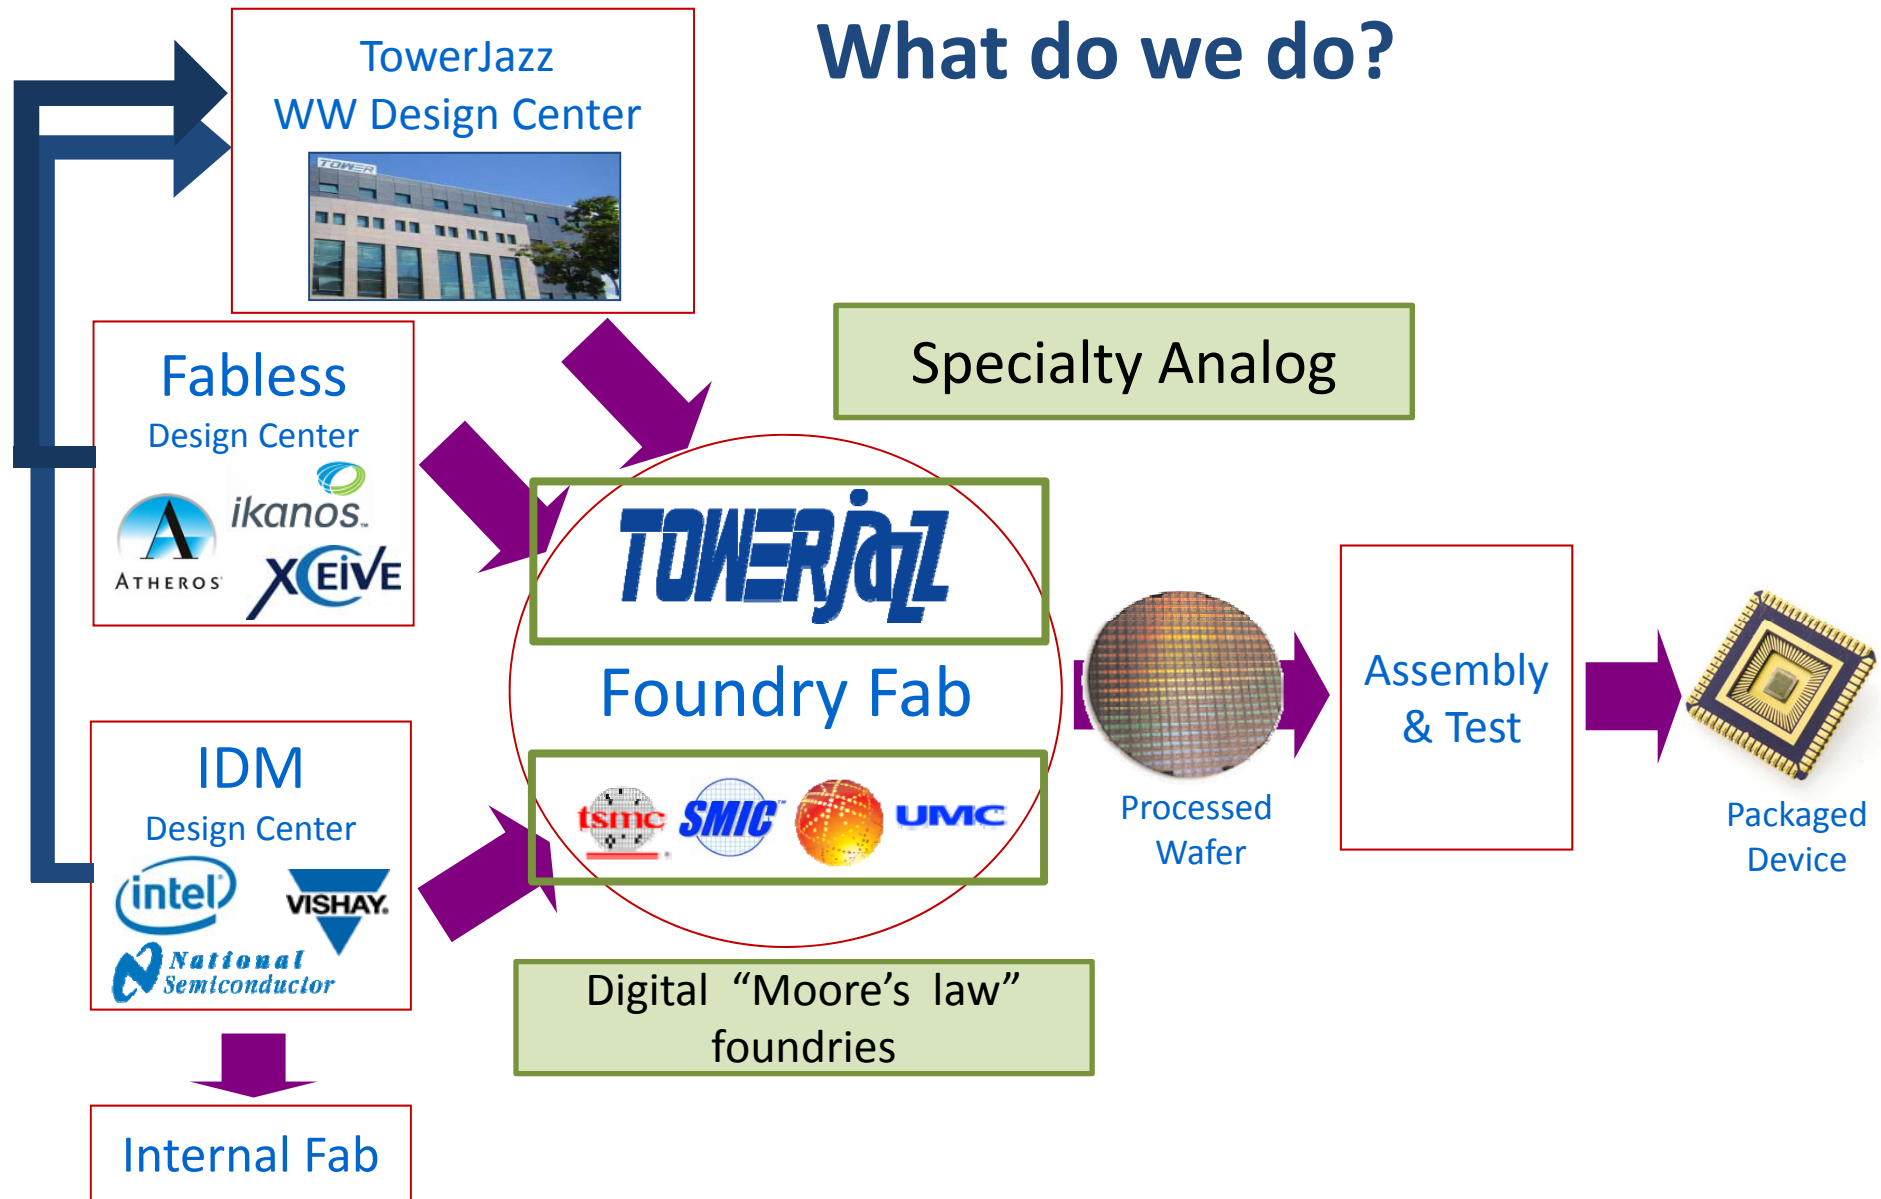 What do we do?
TowerJazz
WW Design Center
TOWER
Specialty Analog
Fabless
Design Center
ikanos™
ATHEROS
XCEIVE
TOWERjazz
Foundry Fab
Assembly
& Test
IDM
Design Center
intel
VISHAY.
National
Semiconductor
tsmc
SMIC™
UMC
Processed
Wafer
Packaged
Device
Digital “Moore’s law”
foundries
Internal Fab